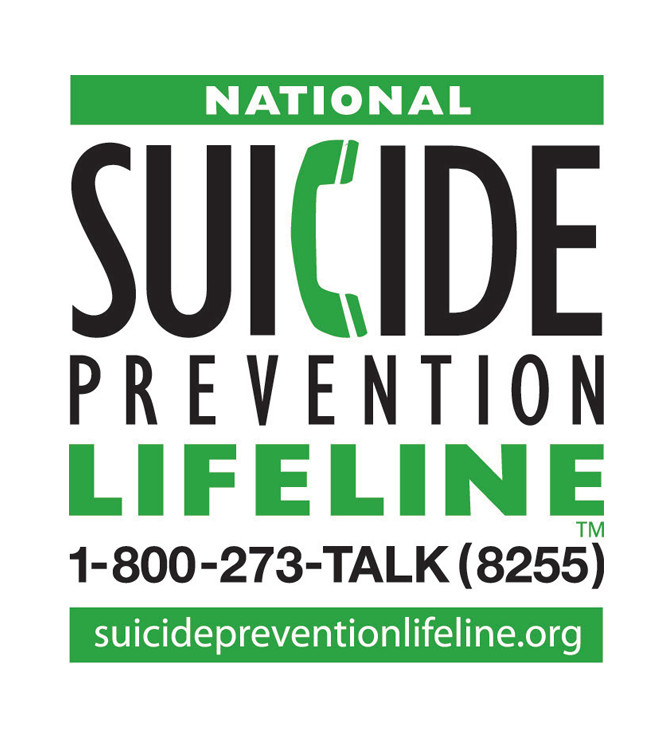 NATIONAL
SUICIDE
PREVENTION
LIFELINE
TM
1-800-273-TALK (8255)
suicidepreventionlifeline.org